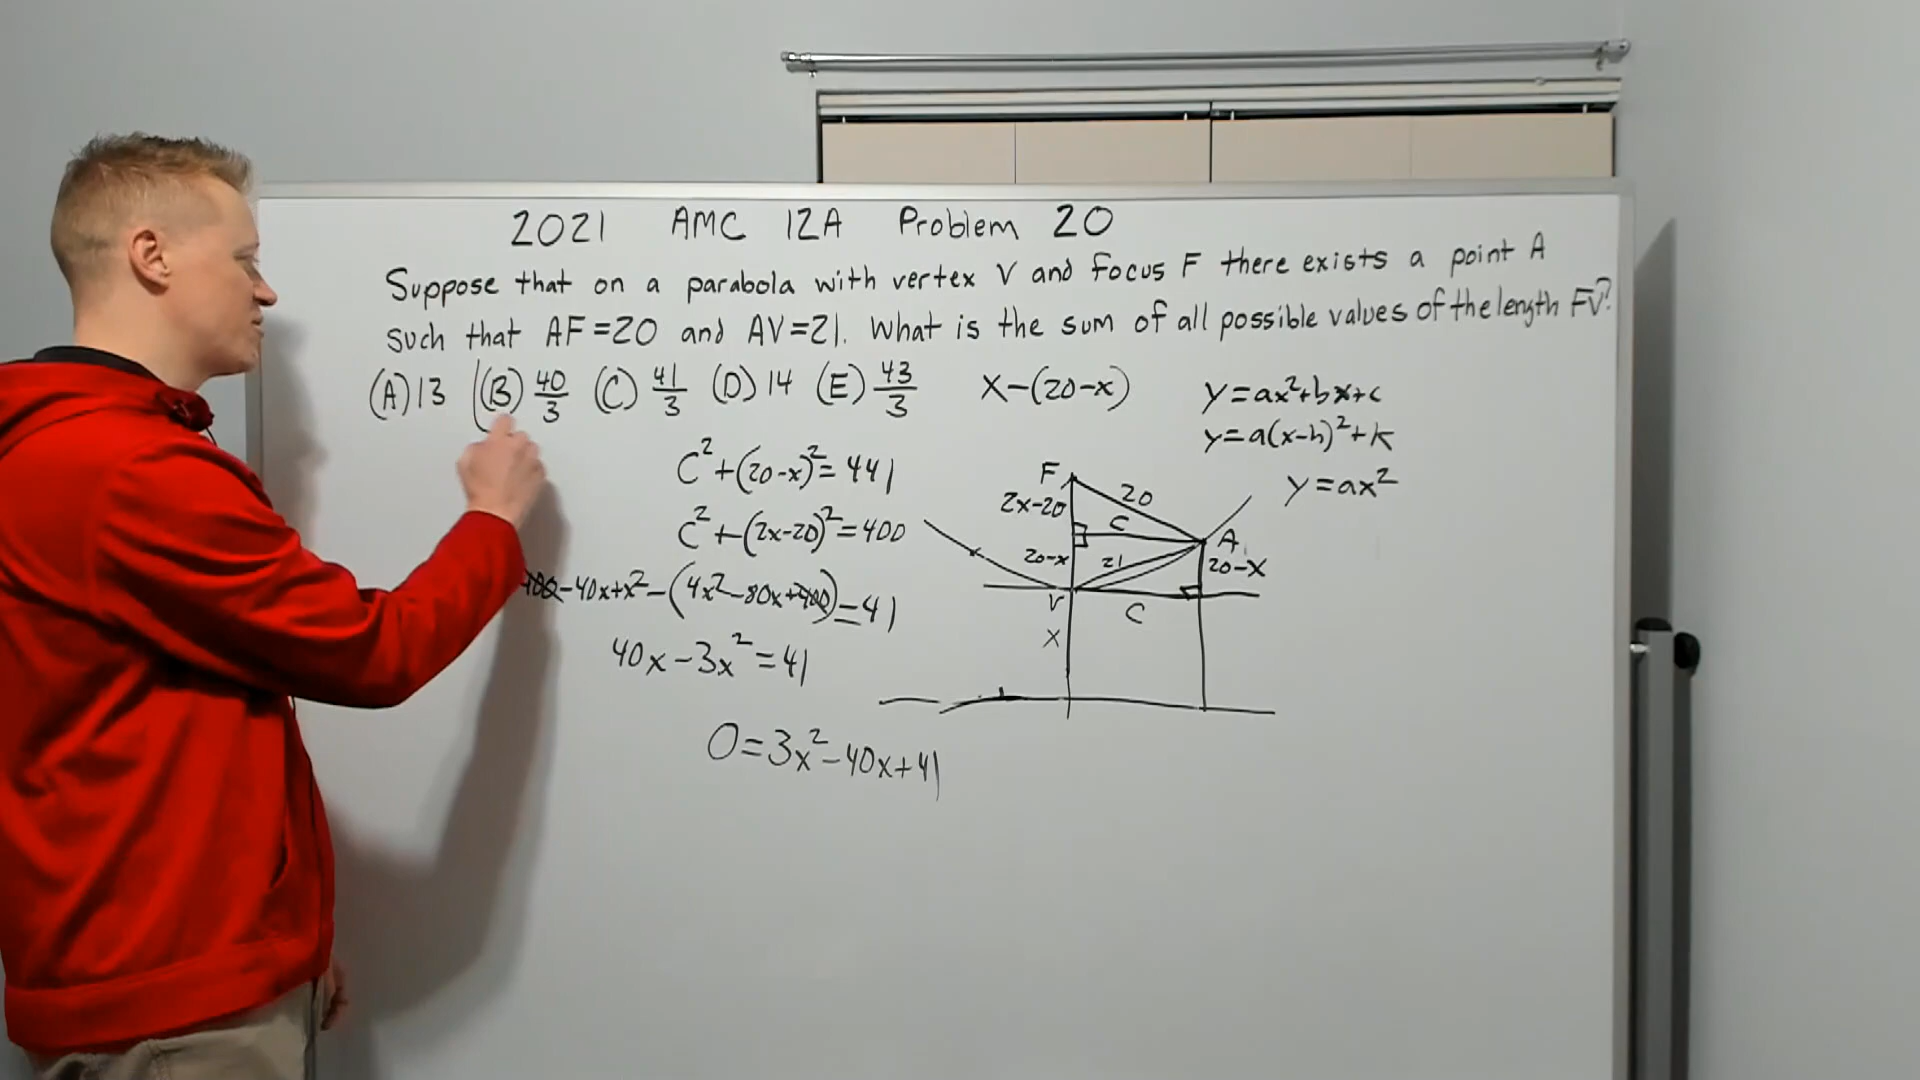 2021 AMC 12A Problem 20
Suppose that on a parabola with vertex V and focus F there exists a point A
such that AF=20 and AV=21. What is the sum of all possible values of the length FV?
(A) 13 (B) 40/3 (C) 41/3 (D) 14 (E) 43/3
x-(20-x)
y=ax²+bx+c
y=a(x-h)²+k
y=ax²
C²+(20-x)²=441
C²+(2x-20)²=400
400-40x+x²-(4x²-80x+400)=41
40x-3x²=41
0=3x²-40x+41
F
2x-20
20
C
A
20-x
21
20-x
V
C
x